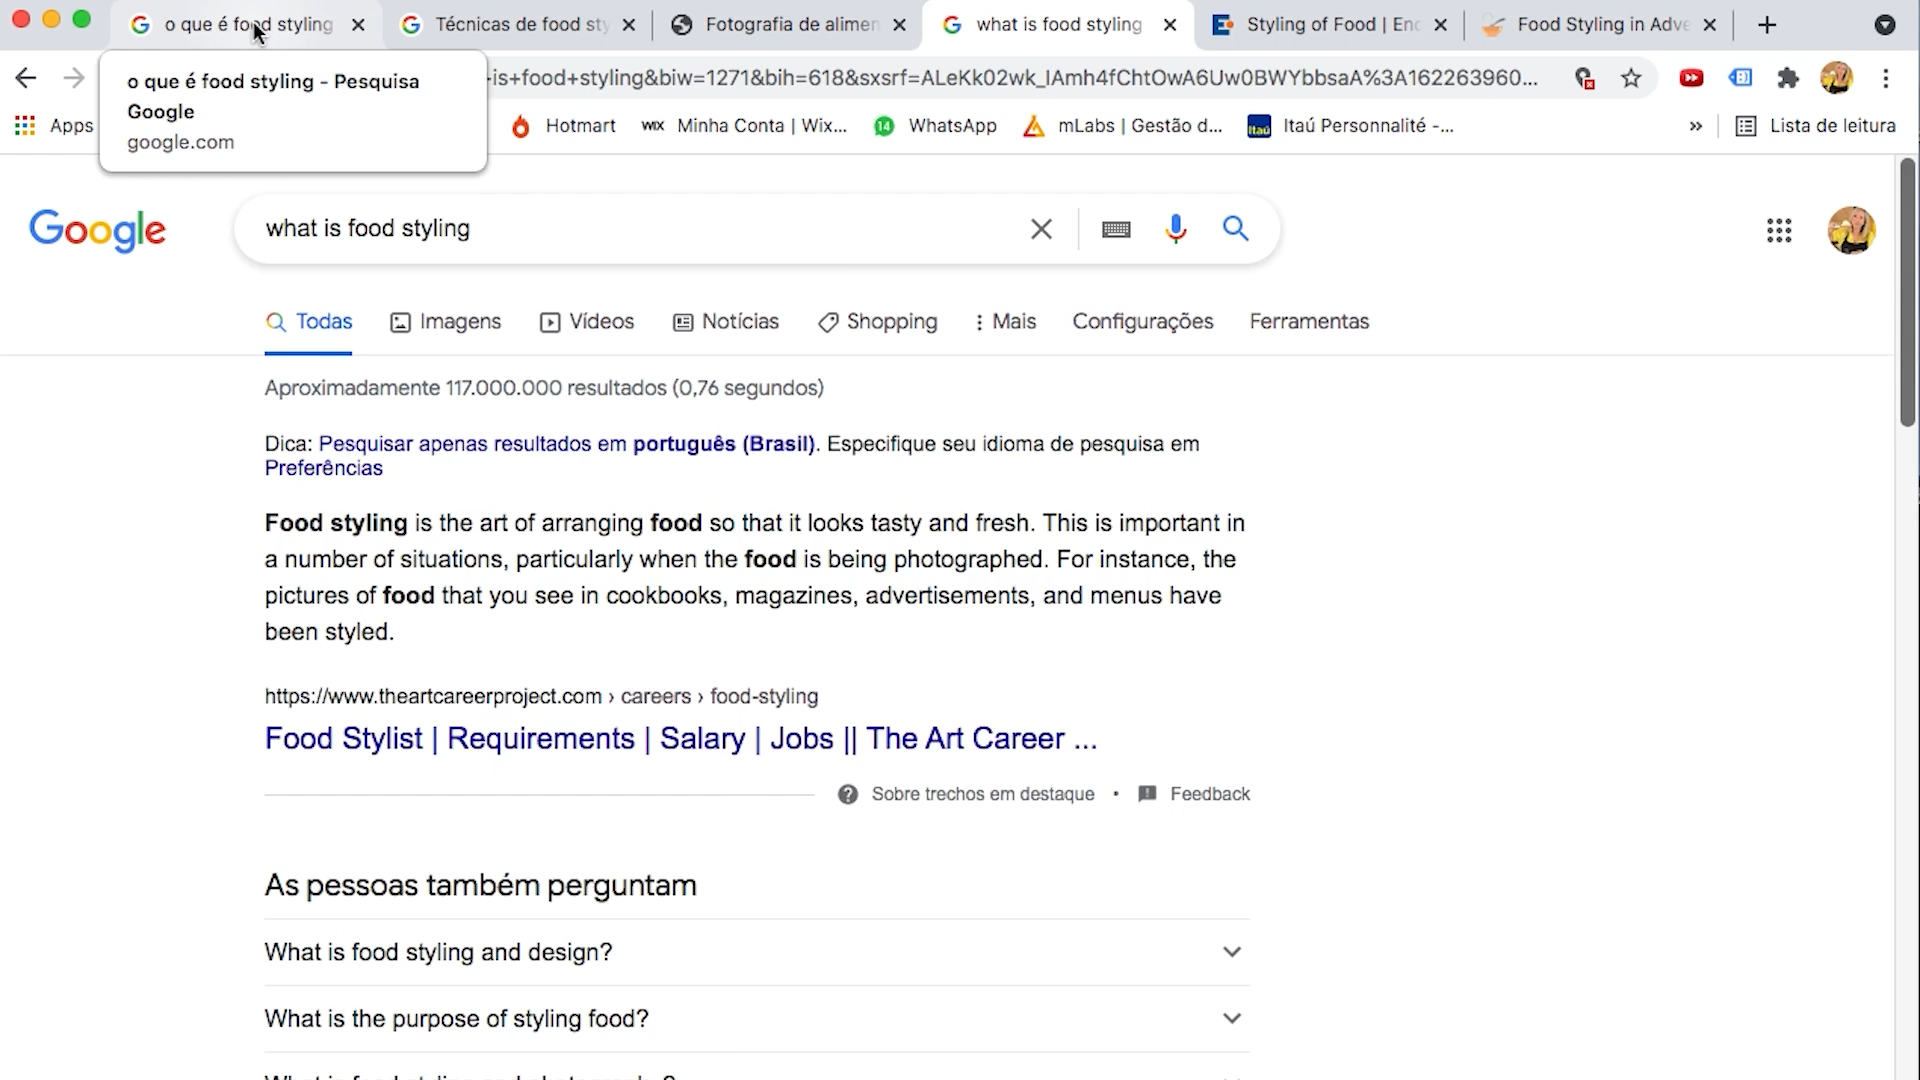 o que é food styling
Técnicas de food sty
Fotografia de alimen
what is food styling
Styling of Food | Enc
Food Styling in Adve
o que é food styling - Pesquisa
Google
google.com
-is+food+styling&biw=1271&bih=618&sxsrf=ALeKk02wk_IAmh4fChtOwA6Uw0BWYbbsaA%3A162263960...
Apps
Hotmart
WIX Minha Conta | Wix...
14 WhatsApp
mLabs | Gestão d...
Itaú Itaú Personnalité -...
»
Lista de leitura
Google
what is food styling
Todas
Imagens
Vídeos
Notícias
Shopping
Mais
Configurações
Ferramentas
Aproximadamente 117.000.000 resultados (0,76 segundos)
Dica: Pesquisar apenas resultados em português (Brasil). Especifique seu idioma de pesquisa em
Preferências
Food styling is the art of arranging food so that it looks tasty and fresh. This is important in
a number of situations, particularly when the food is being photographed. For instance, the
pictures of food that you see in cookbooks, magazines, advertisements, and menus have
been styled.
https://www.theartcareerproject.com › careers › food-styling
Food Stylist | Requirements | Salary | Jobs || The Art Career ...
Sobre trechos em destaque • Feedback
As pessoas também perguntam
What is food styling and design?
What is the purpose of styling food?